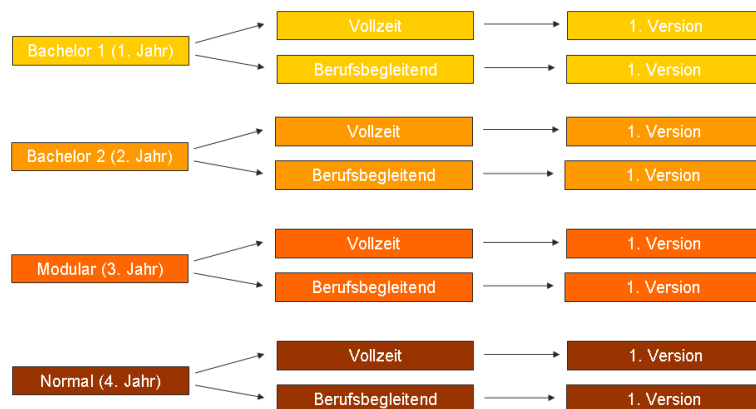 Vollzeit
1. Version
Bachelor 1 (1. Jahr)
Berufsbegleitend
1. Version
Vollzeit
1. Version
Bachelor 2 (2. Jahr)
Berufsbegleitend
1. Version
Vollzeit
1. Version
Modular (3. Jahr)
Berufsbegleitend
1. Version
Vollzeit
1. Version
Normal (4. Jahr)
Berufsbegleitend
1. Version